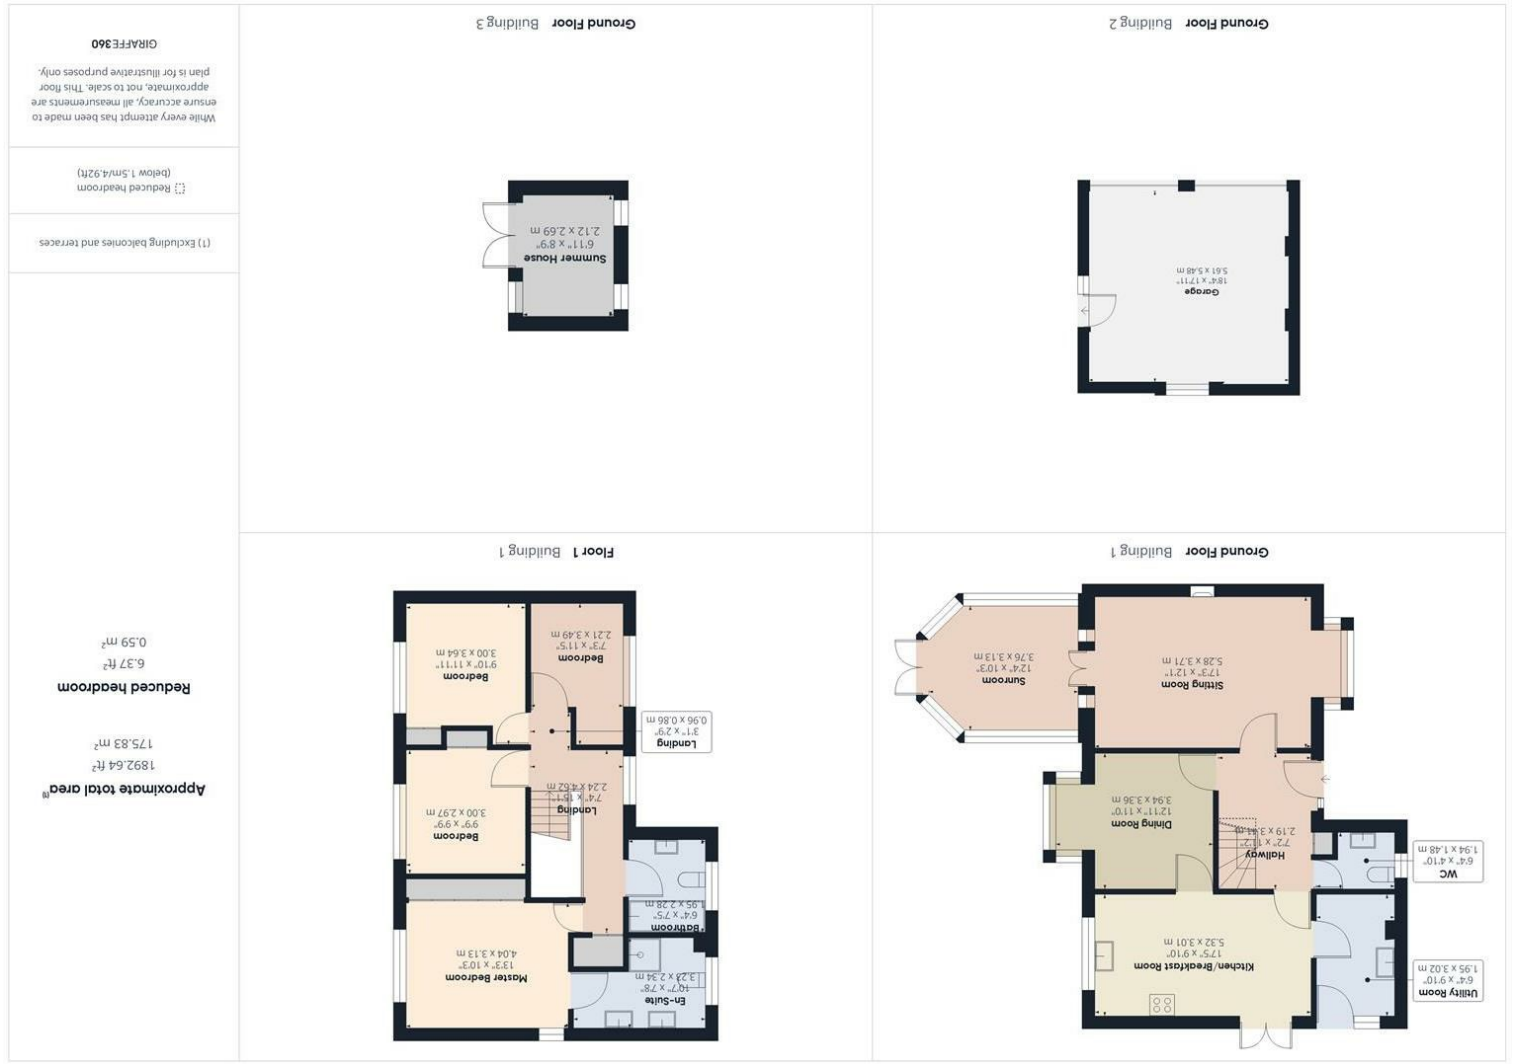 Approximate total area(1)
1892.64 ft²
175.83 m²
Reduced headroom
6.37 ft²
0.59 m²
(1) Excluding balconies and terraces
Reduced headroom
(below 1.5m/4.92ft)
While every attempt has been made to
ensure accuracy, all measurements are
approximate, not to scale. This floor
plan is for illustrative purposes only.
GIRAFFE360
Utility Room
6'4" x 9'10"
1.95 x 3.02 m
Kitchen/Breakfast Room
17'5" x 9'10"
5.32 x 3.01 m
WC
6'4" x 4'10"
1.94 x 1.48 m
Hallway
7'2" x 11'2"
2.19 x 3.41 m
Dining Room
12'11" x 11'0"
3.94 x 3.36 m
Sitting Room
17'3" x 12'1"
5.28 x 3.71 m
Sunroom
12'4" x 10'3"
3.76 x 3.13 m
Ground Floor Building 1
En-Suite
10'7" x 7'8"
3.23 x 2.34 m
Master Bedroom
13'3" x 10'3"
4.04 x 3.13 m
Bathroom
6'4" x 7'5"
1.95 x 2.28 m
Bedroom
9'9" x 9'9"
3.00 x 2.97 m
Landing
7'4" x 15'1"
2.24 x 4.62 m
Landing
3'1" x 2'9"
0.96 x 0.86 m
Bedroom
7'3" x 11'5"
2.21 x 3.49 m
Bedroom
9'10" x 11'11"
3.00 x 3.64 m
Floor 1 Building 1
Garage
18'4" x 17'11"
5.61 x 5.48 m
Ground Floor Building 2
Summer House
6'11" x 8'9"
2.12 x 2.69 m
Ground Floor Building 3